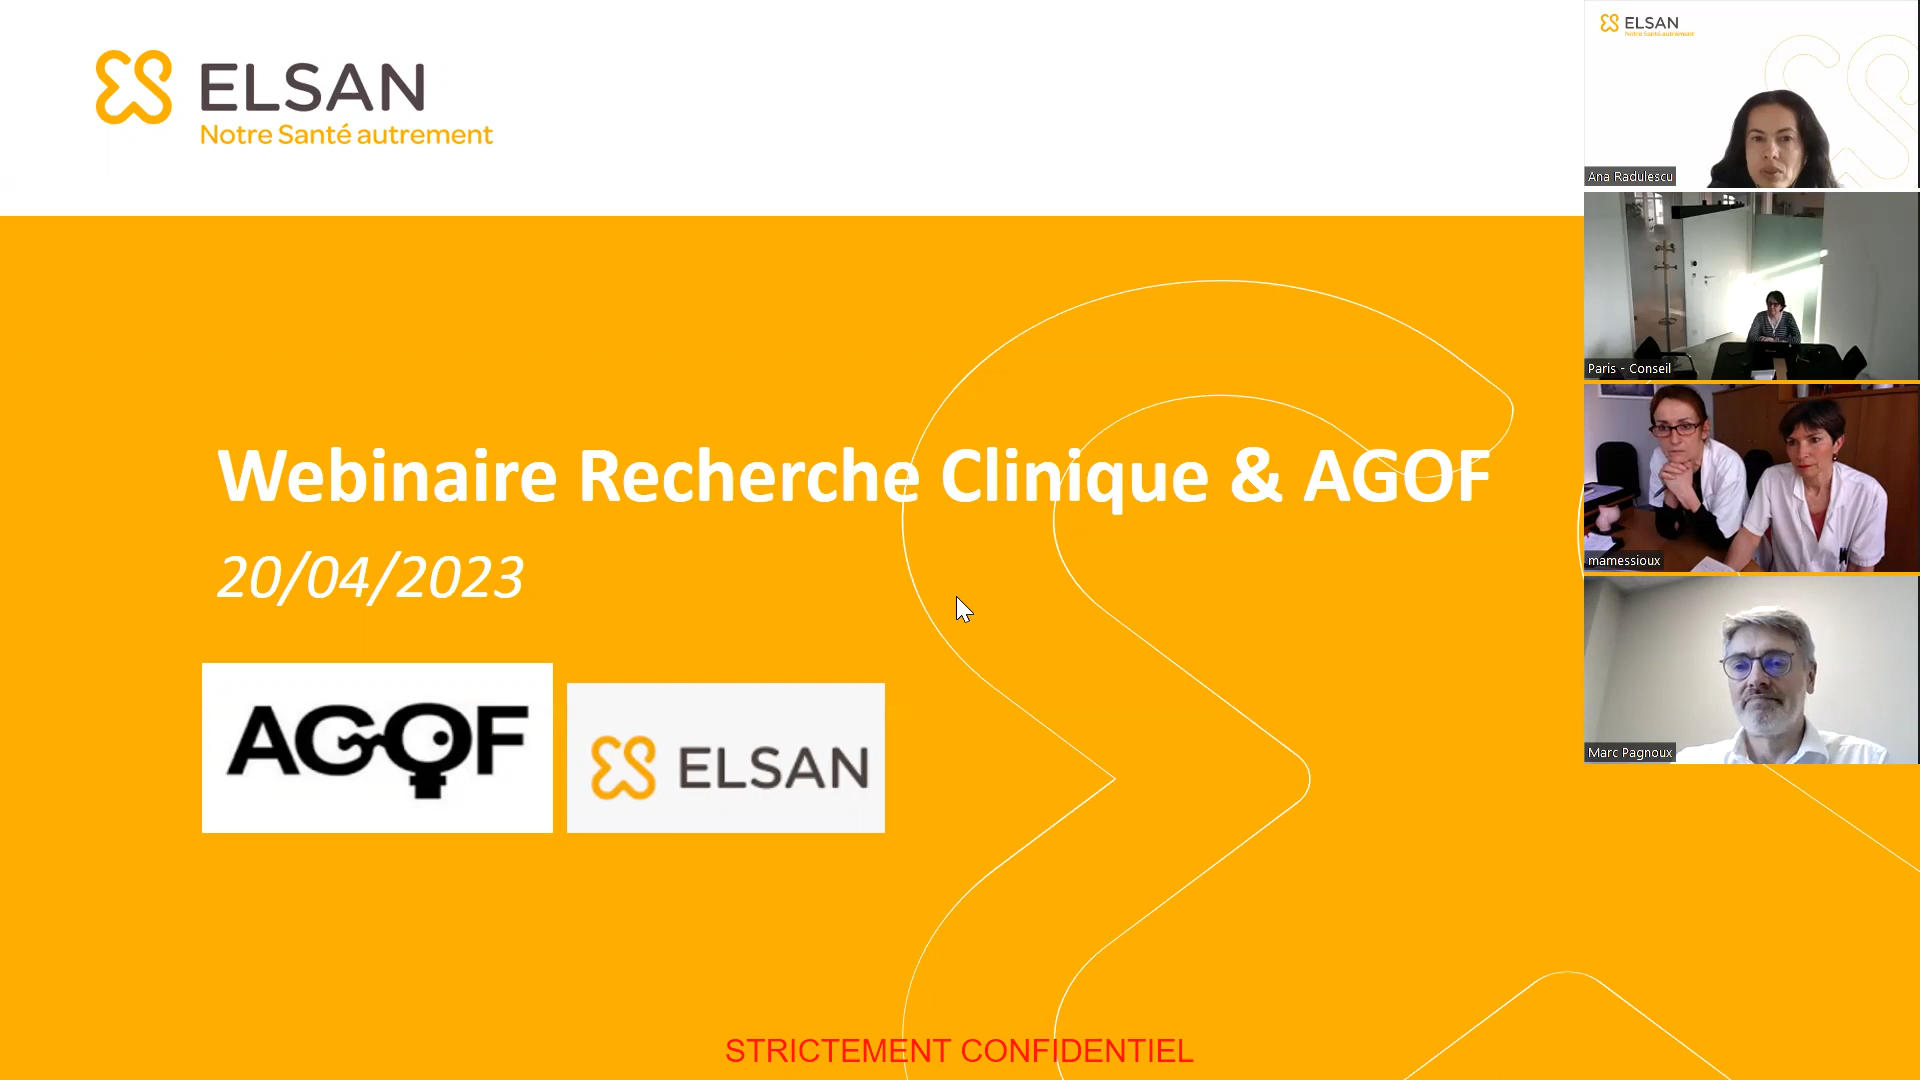 ELSAN
Notre Santé autrement
Webinaire Recherche Clinique & AGOF
20/04/2023
AGOF
ELSAN
STRICTEMENT CONFIDENTIEL
ELSAN
Notre Santé autrement
Ana Radulescu
Paris - Conseil
mamessioux
Marc Pagnoux